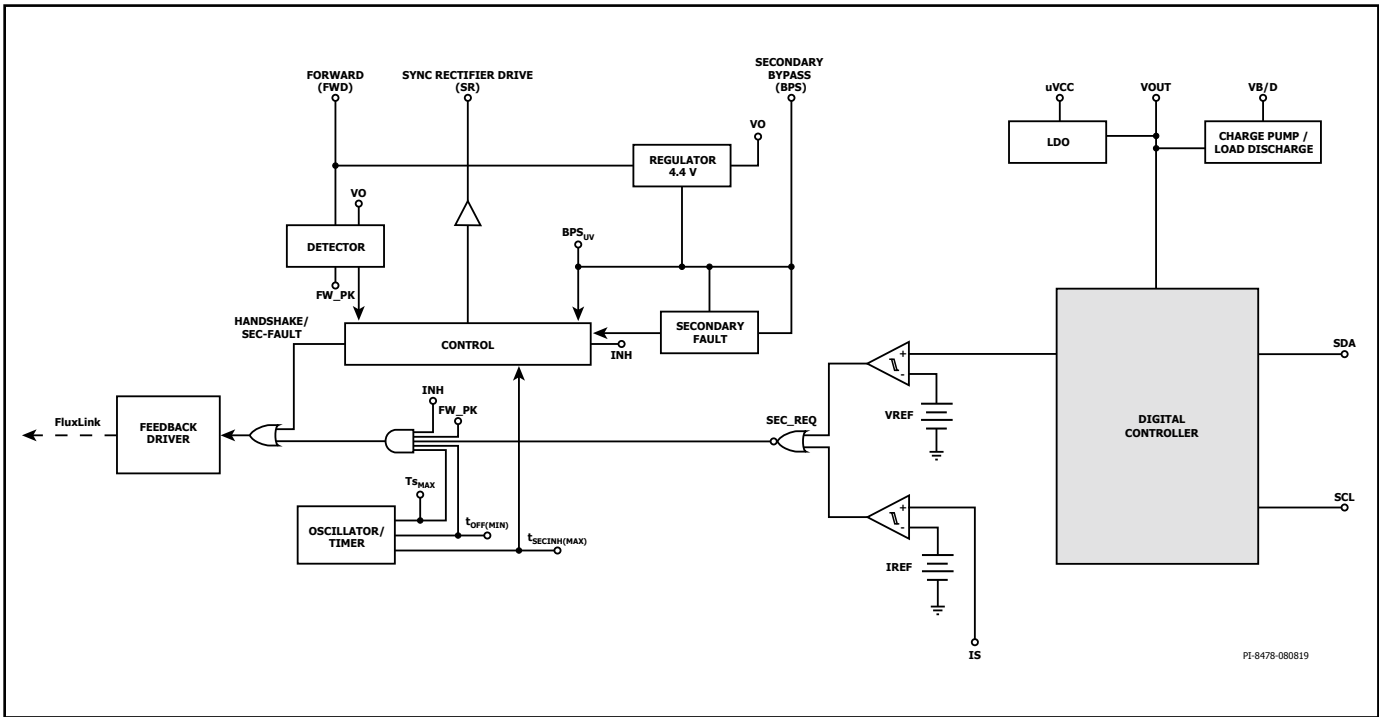 FORWARD
(FWD)
SYNC RECTIFIER DRIVE
(SR)
SECONDARY
BYPASS
(BPS)
uVCC
VOUT
VB/D
LDO
CHARGE PUMP /
LOAD DISCHARGE
VO
REGULATOR
4.4 V
VO
DETECTOR
FW_PK
BPSUV
HANDSHAKE/
SEC-FAULT
CONTROL
SECONDARY
FAULT
INH
INH
FW_PK
FluxLink
FEEDBACK
DRIVER
SEC_REQ
+
-
VREF
SDA
DIGITAL
CONTROLLER
SCL
TsMAX
OSCILLATOR/
TIMER
tOFF(MIN)
tSECINH(MAX)
+
-
IREF
IS
PI-8478-080819